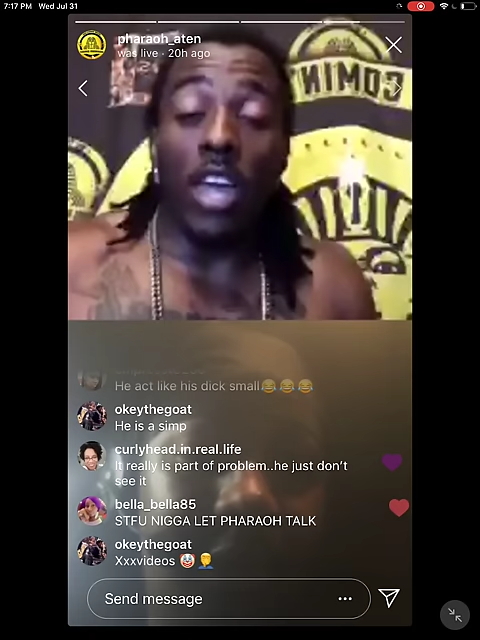 7:17 PM Wed Jul 31
pharaoh_aten
was live · 20h ago
COMIN
He act like his dick small😂😂😂
okeythegoat
He is a simp
curlyhead.in.real.life
It really is part of problem..he just don't
see it
bella_bella85
STFU NIGGA LET PHARAOH TALK
okeythegoat
Xxxvideos 🤡🤦‍♂️
Send message